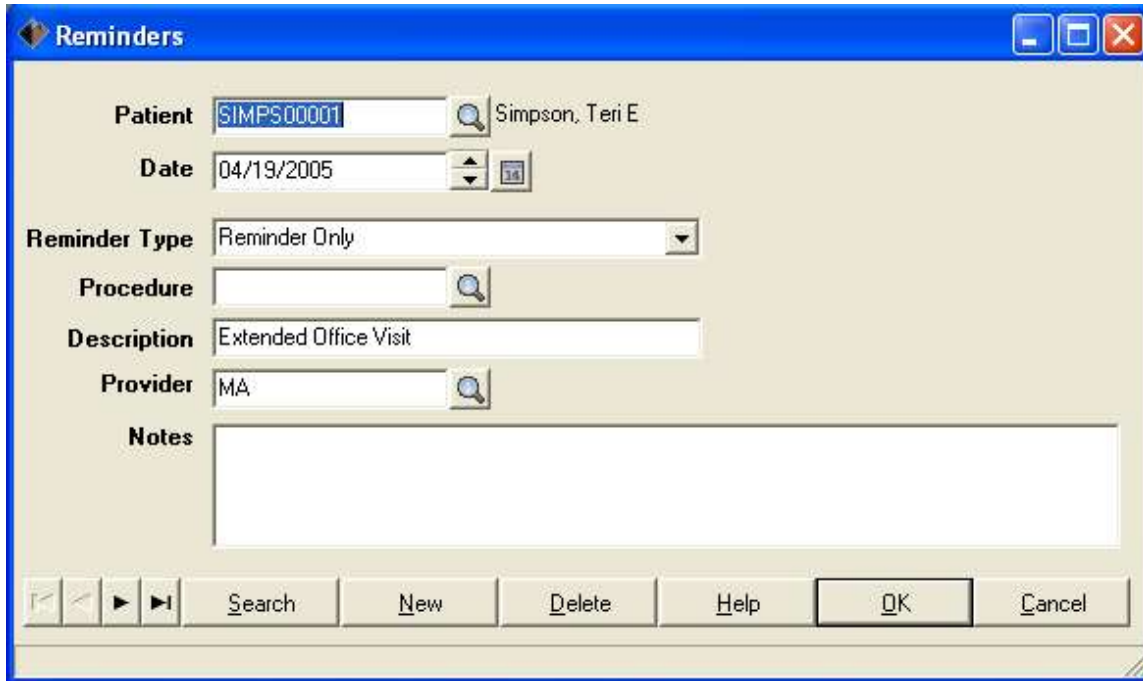 Reminders
Patient SIMPS00001 Simpson, Teri E
Date 04/19/2005
Reminder Type Reminder Only
Procedure
Description Extended Office Visit
Provider MA
Notes
Search New Delete Help OK Cancel